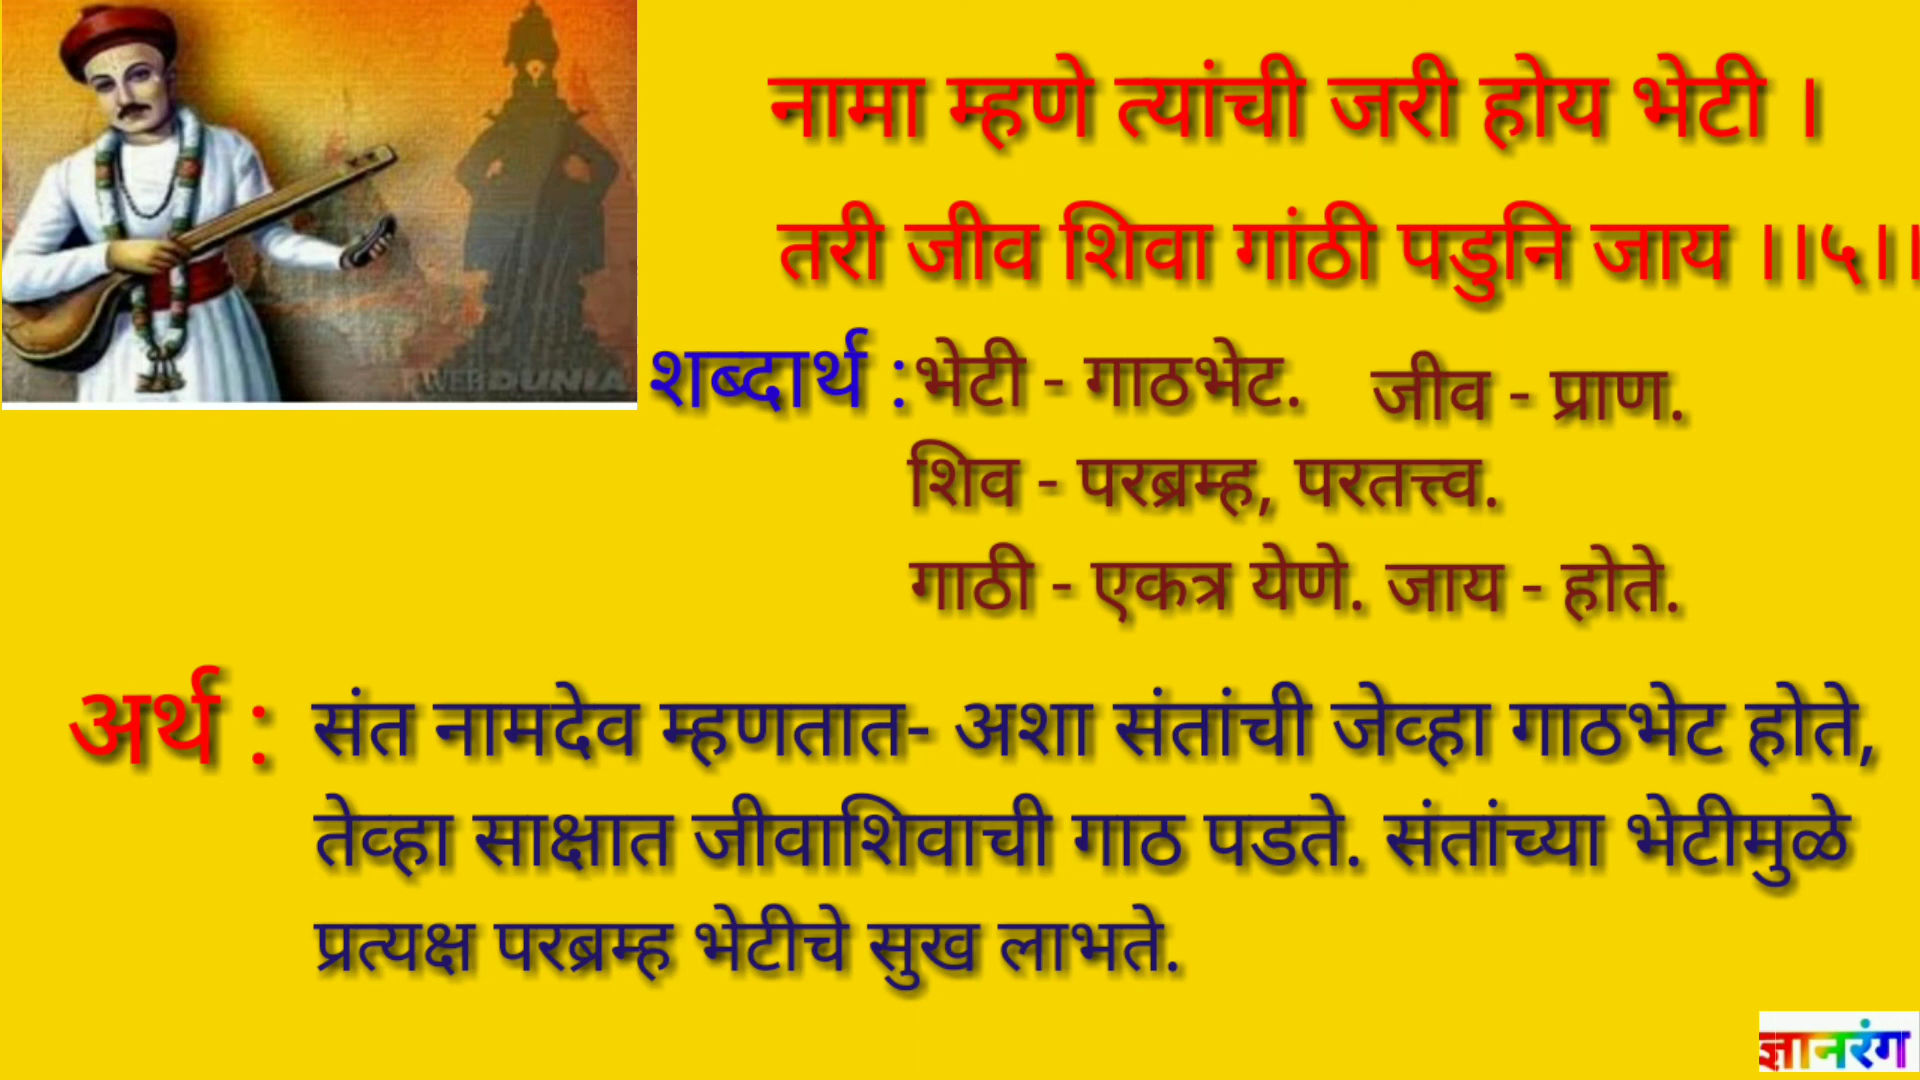 नामा म्हणे त्यांची जरी होय भेटी ।
तरी जीव शिवा गांठी पडुनि जाय ।।५।।
शब्दार्थ : भेटी - गाठभेट. जीव - प्राण.
शिव - परब्रम्ह, परतत्त्व.
गाठी - एकत्र येणे. जाय - होते.
अर्थ : संत नामदेव म्हणतात- अशा संतांची जेव्हा गाठभेट होते,
तेव्हा साक्षात जीवाशिवाची गाठ पडते. संतांच्या भेटीमुळे
प्रत्यक्ष परब्रम्ह भेटीचे सुख लाभते.
WEBDUNIA
ज्ञानरंग